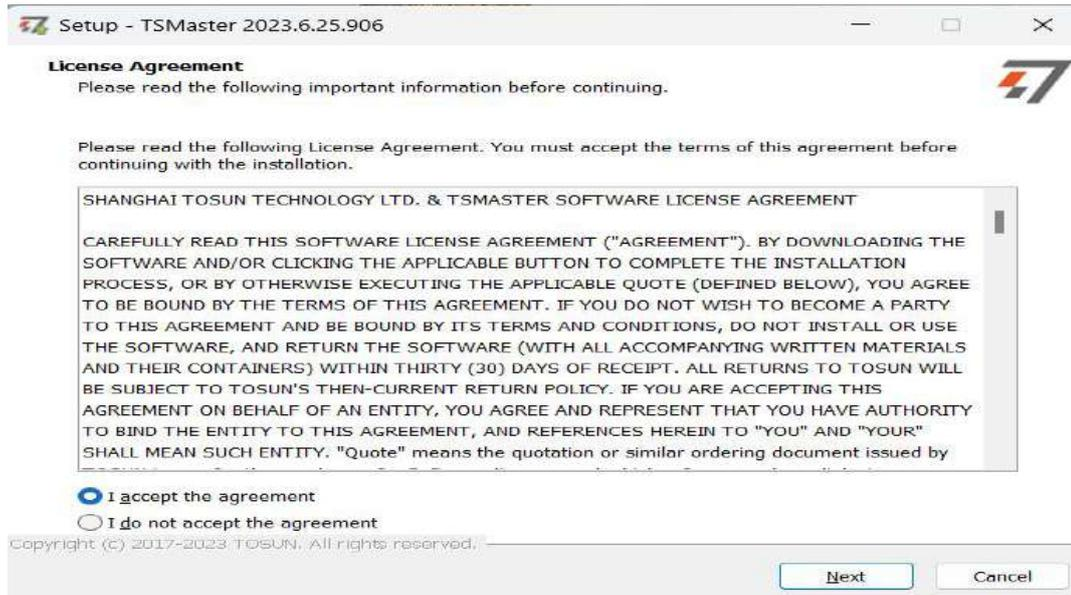 Setup - TSMaster 2023.6.25.906
License Agreement
Please read the following important information before continuing.
Please read the following License Agreement. You must accept the terms of this agreement before
continuing with the installation.
SHANGHAI TOSUN TECHNOLOGY LTD. & TSMASTER SOFTWARE LICENSE AGREEMENT
CAREFULLY READ THIS SOFTWARE LICENSE AGREEMENT ("AGREEMENT"). BY DOWNLOADING THE
SOFTWARE AND/OR CLICKING THE APPLICABLE BUTTON TO COMPLETE THE INSTALLATION
PROCESS, OR BY OTHERWISE EXECUTING THE APPLICABLE QUOTE (DEFINED BELOW), YOU AGREE
TO BE BOUND BY THE TERMS OF THIS AGREEMENT. IF YOU DO NOT WISH TO BECOME A PARTY
TO THIS AGREEMENT AND BE BOUND BY ITS TERMS AND CONDITIONS, DO NOT INSTALL OR USE
THE SOFTWARE, AND RETURN THE SOFTWARE (WITH ALL ACCOMPANYING WRITTEN MATERIALS
AND THEIR CONTAINERS) WITHIN THIRTY (30) DAYS OF RECEIPT. ALL RETURNS TO TOSUN WILL
BE SUBJECT TO TOSUN'S THEN-CURRENT RETURN POLICY. IF YOU ARE ACCEPTING THIS
AGREEMENT ON BEHALF OF AN ENTITY, YOU AGREE AND REPRESENT THAT YOU HAVE AUTHORITY
TO BIND THE ENTITY TO THIS AGREEMENT, AND REFERENCES HEREIN TO "YOU" AND "YOUR"
SHALL MEAN SUCH ENTITY. "Quote" means the quotation or similar ordering document issued by
I accept the agreement
I do not accept the agreement
Copyright (c) 2017-2023 TOSUN. All rights reserved.
Next
Cancel